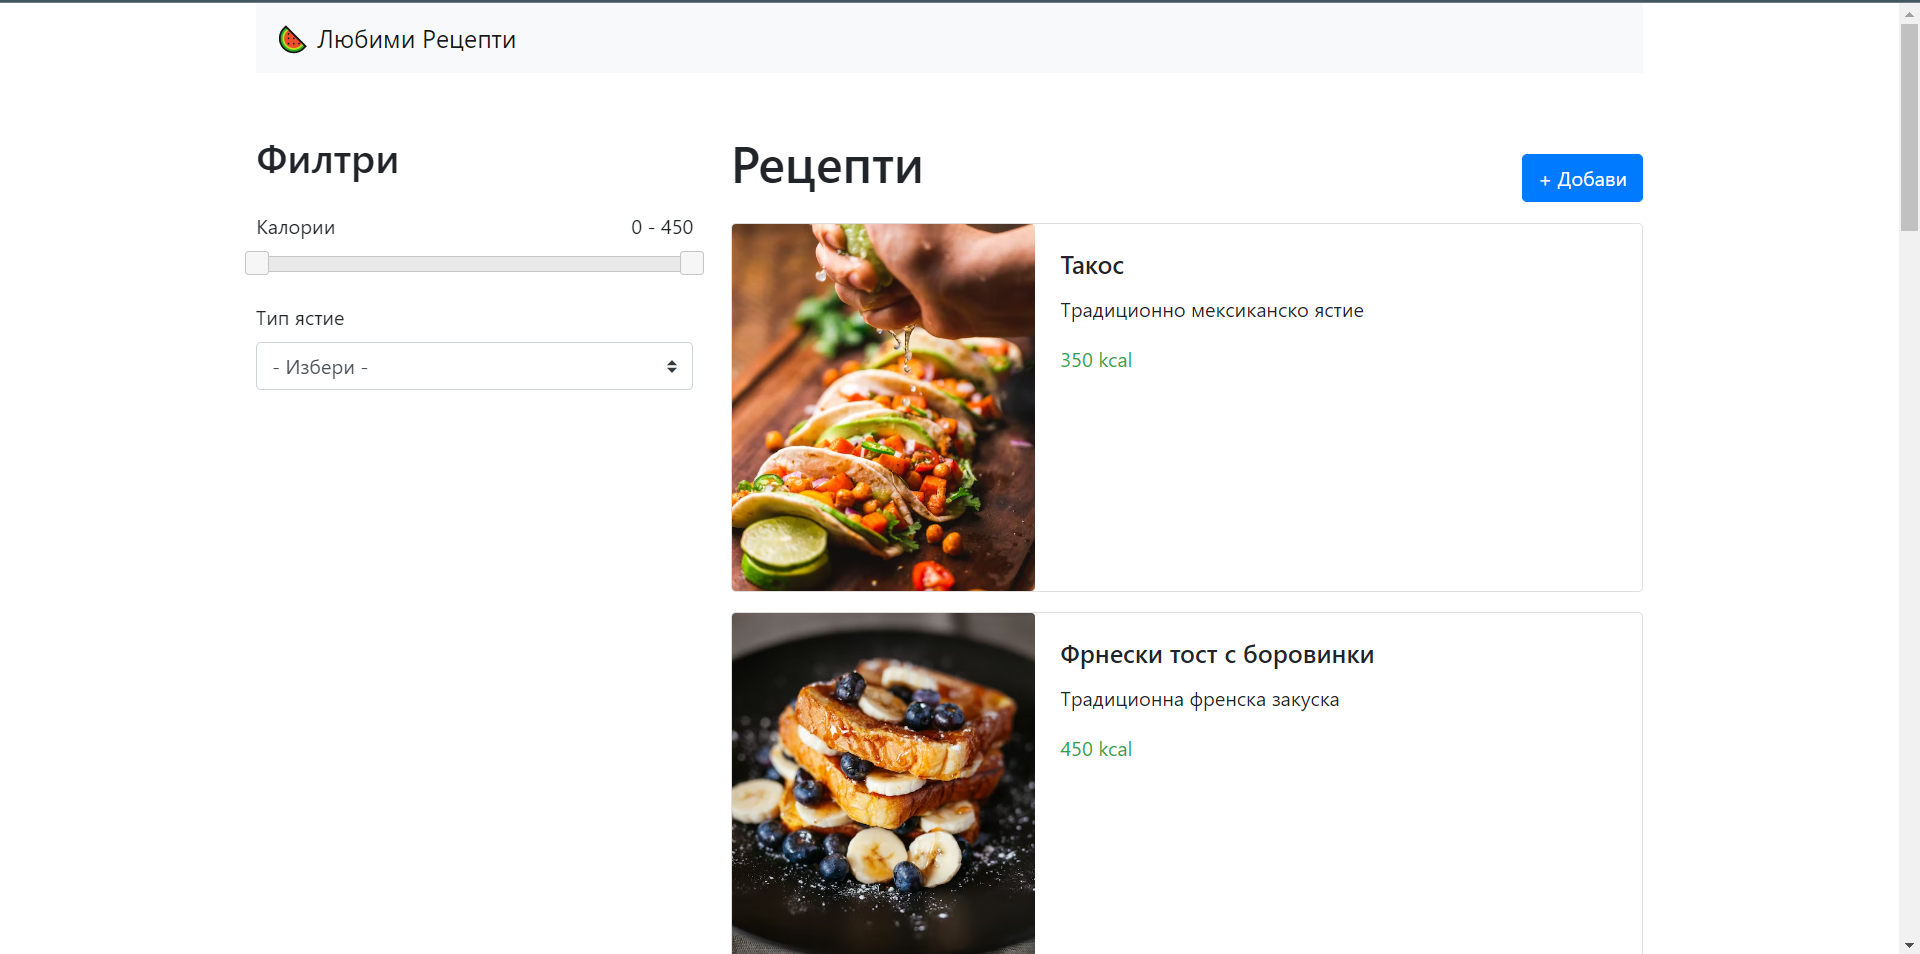 Любими Рецепти
Филтри
Калории 0 - 450
Тип ястие
- Избери -
Рецепти
+ Добави
Такос
Традиционно мексиканско ястие
350 kcal
Фрнески тост с боровинки
Традиционна френска закуска
450 kcal